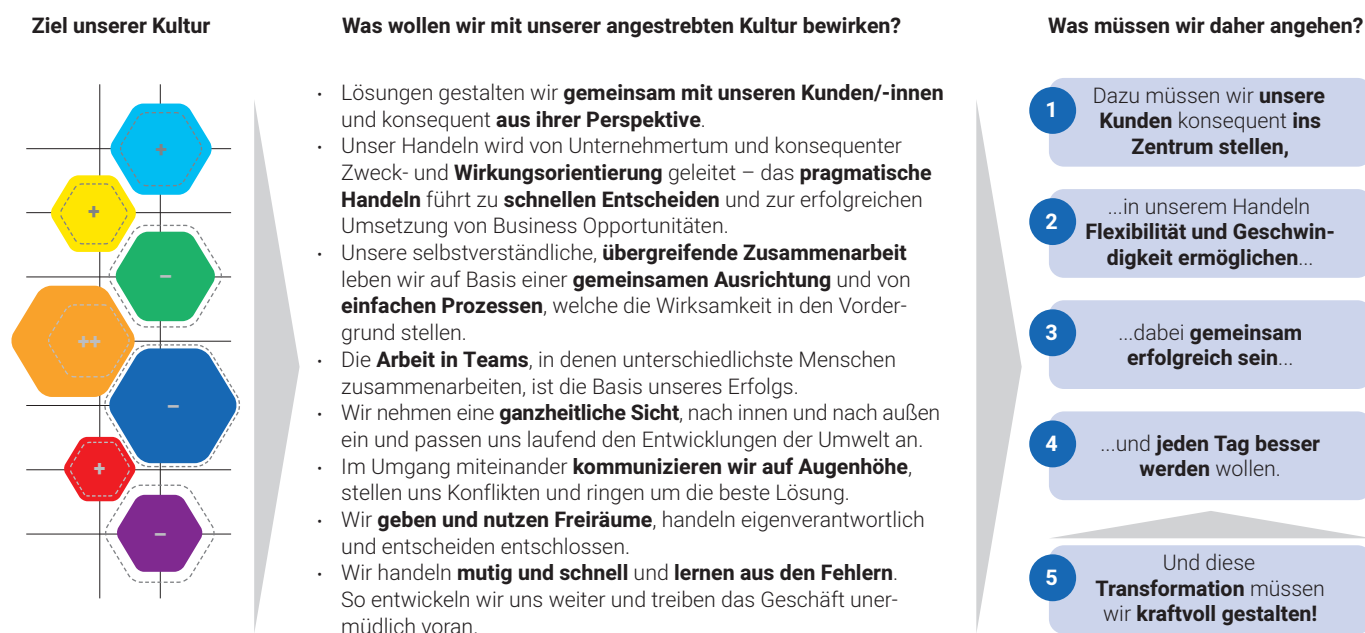 Ziel unserer Kultur
+
+
–
++
–
+
–
Was wollen wir mit unserer angestrebten Kultur bewirken?
· Lösungen gestalten wir gemeinsam mit unseren Kunden/-innen
und konsequent aus ihrer Perspektive.
· Unser Handeln wird von Unternehmertum und konsequenter
Zweck- und Wirkungsorientierung geleitet – das pragmatische
Handeln führt zu schnellen Entscheiden und zur erfolgreichen
Umsetzung von Business Opportunitäten.
· Unsere selbstverständliche, übergreifende Zusammenarbeit
leben wir auf Basis einer gemeinsamen Ausrichtung und von
einfachen Prozessen, welche die Wirksamkeit in den Vorder-
grund stellen.
· Die Arbeit in Teams, in denen unterschiedlichste Menschen
zusammenarbeiten, ist die Basis unseres Erfolgs.
· Wir nehmen eine ganzheitliche Sicht, nach innen und nach außen
ein und passen uns laufend den Entwicklungen der Umwelt an.
· Im Umgang miteinander kommunizieren wir auf Augenhöhe,
stellen uns Konflikten und ringen um die beste Lösung.
· Wir geben und nutzen Freiräume, handeln eigenverantwortlich
und entscheiden entschlossen.
· Wir handeln mutig und schnell und lernen aus den Fehlern.
So entwickeln wir uns weiter und treiben das Geschäft uner-
müdlich voran.
Was müssen wir daher angehen?
1
Dazu müssen wir unsere
Kunden konsequent ins
Zentrum stellen,
2
...in unserem Handeln
Flexibilität und Geschwin-
digkeit ermöglichen...
3
...dabei gemeinsam
erfolgreich sein...
4
...und jeden Tag besser
werden wollen.
5
Und diese
Transformation müssen
wir kraftvoll gestalten!